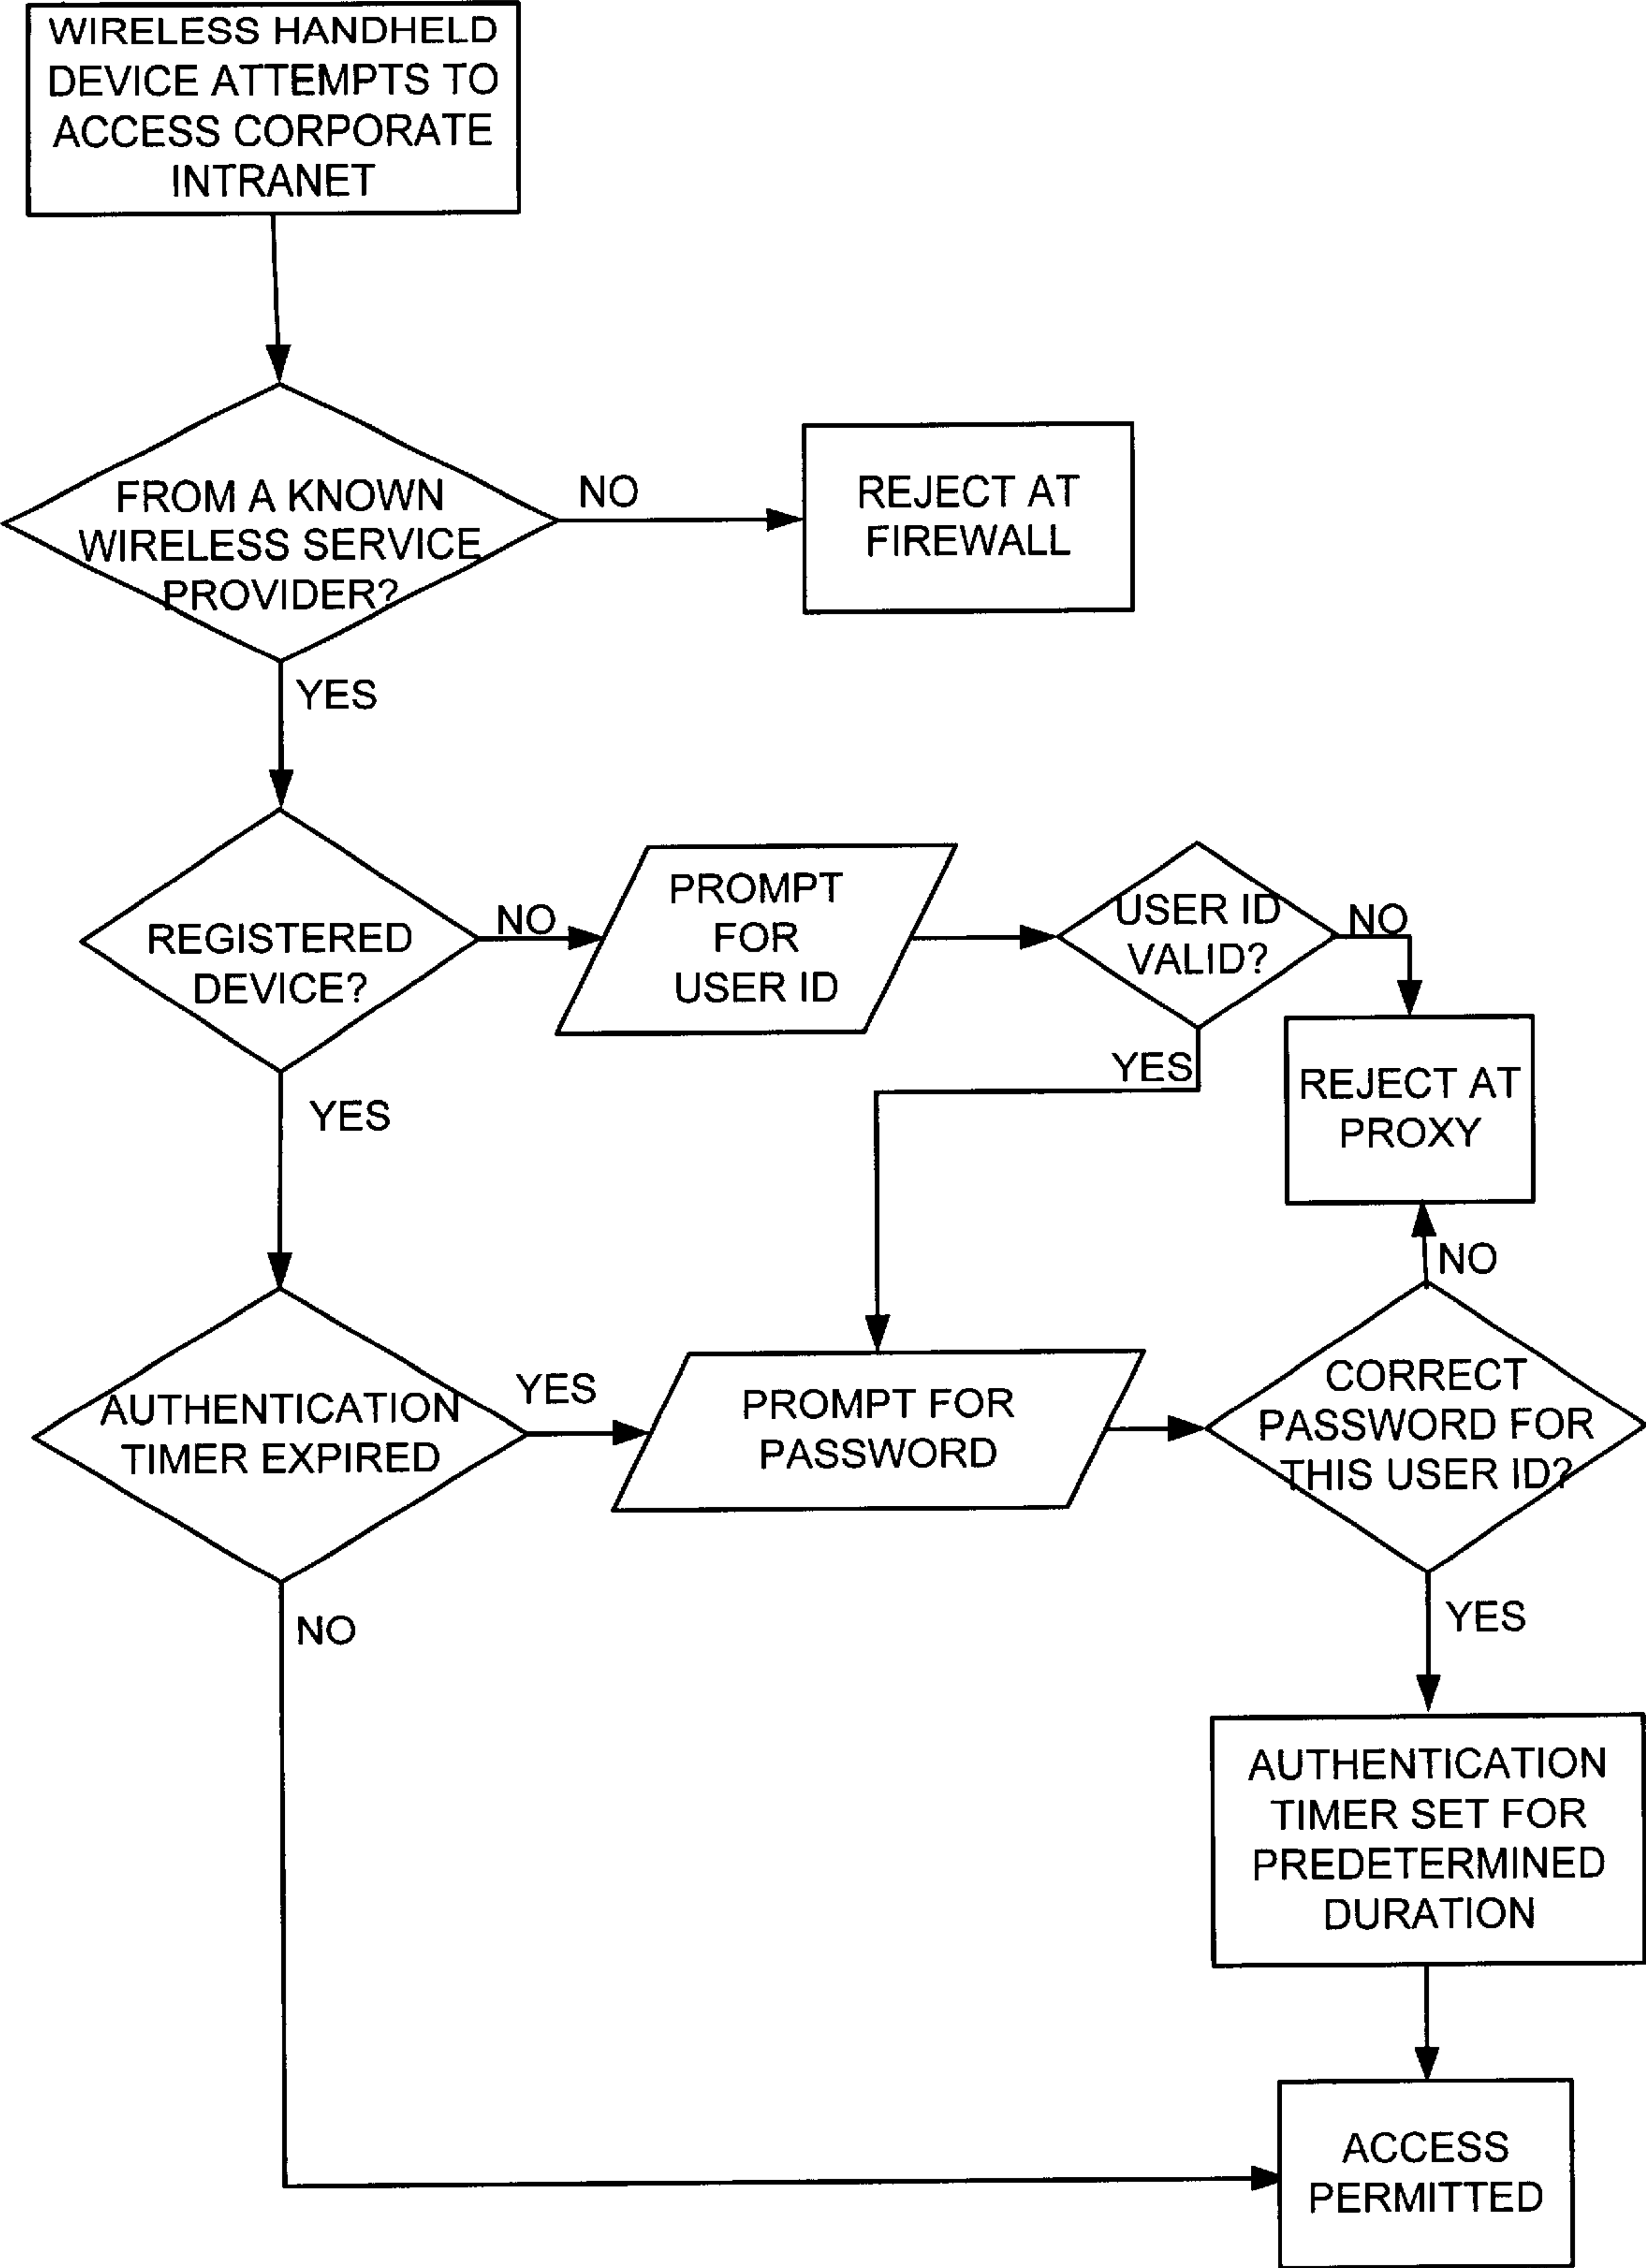 WIRELESS HANDHELD
DEVICE ATTEMPTS TO
ACCESS CORPORATE
INTRANET
FROM A KNOWN
WIRELESS SERVICE
PROVIDER?
NO
REJECT AT
FIREWALL
YES
REGISTERED
DEVICE?
NO
PROMPT
FOR
USER ID
USER ID
VALID?
NO
YES
REJECT AT
PROXY
YES
NO
AUTHENTICATION
TIMER EXPIRED
YES
PROMPT FOR
PASSWORD
CORRECT
PASSWORD FOR
THIS USER ID?
NO
YES
AUTHENTICATION
TIMER SET FOR
PREDETERMINED
DURATION
ACCESS
PERMITTED